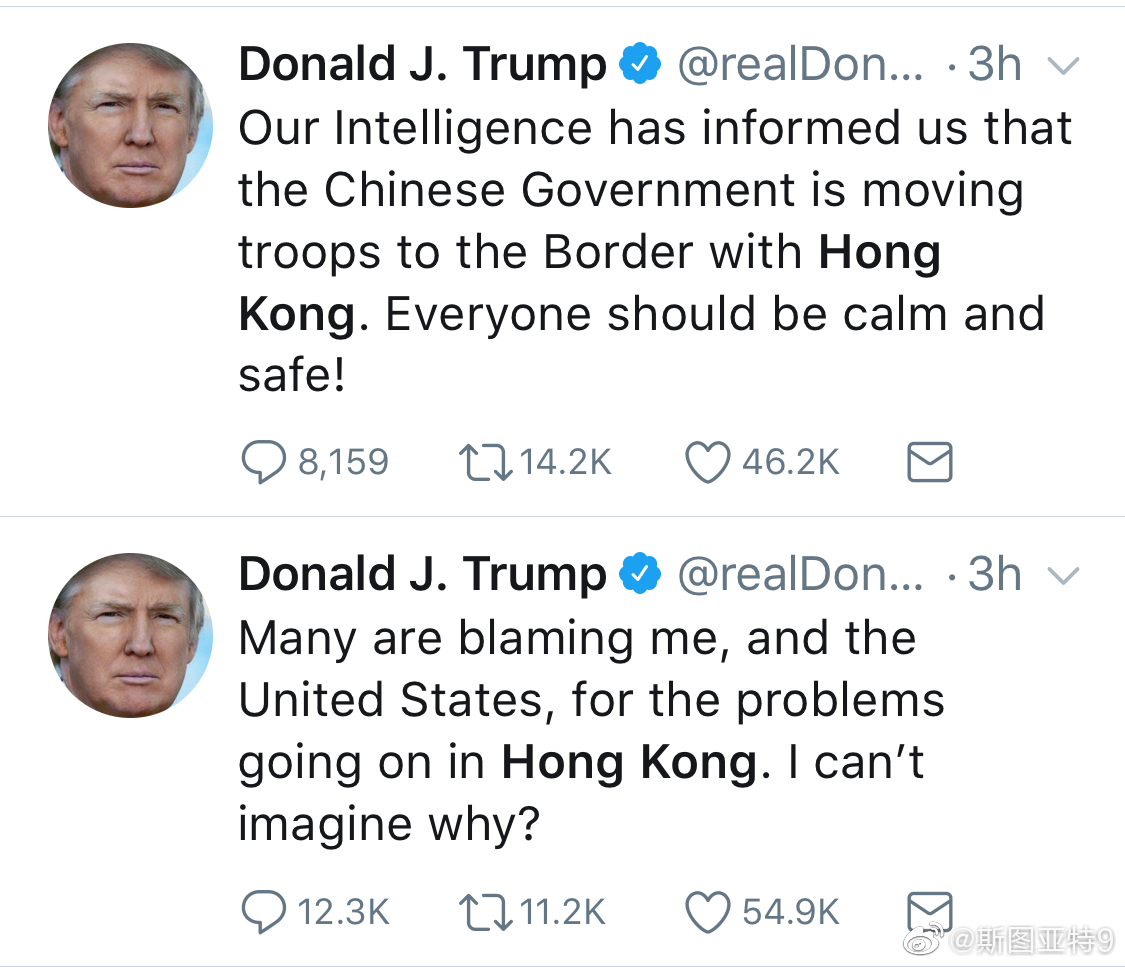 Donald J. Trump @realDon... · 3h
Our Intelligence has informed us that
the Chinese Government is moving
troops to the Border with Hong
Kong. Everyone should be calm and
safe!
8,159 14.2K 46.2K
Donald J. Trump @realDon... · 3h
Many are blaming me, and the
United States, for the problems
going on in Hong Kong. I can’t
imagine why?
12.3K 11.2K 54.9K
@斯图亚特9